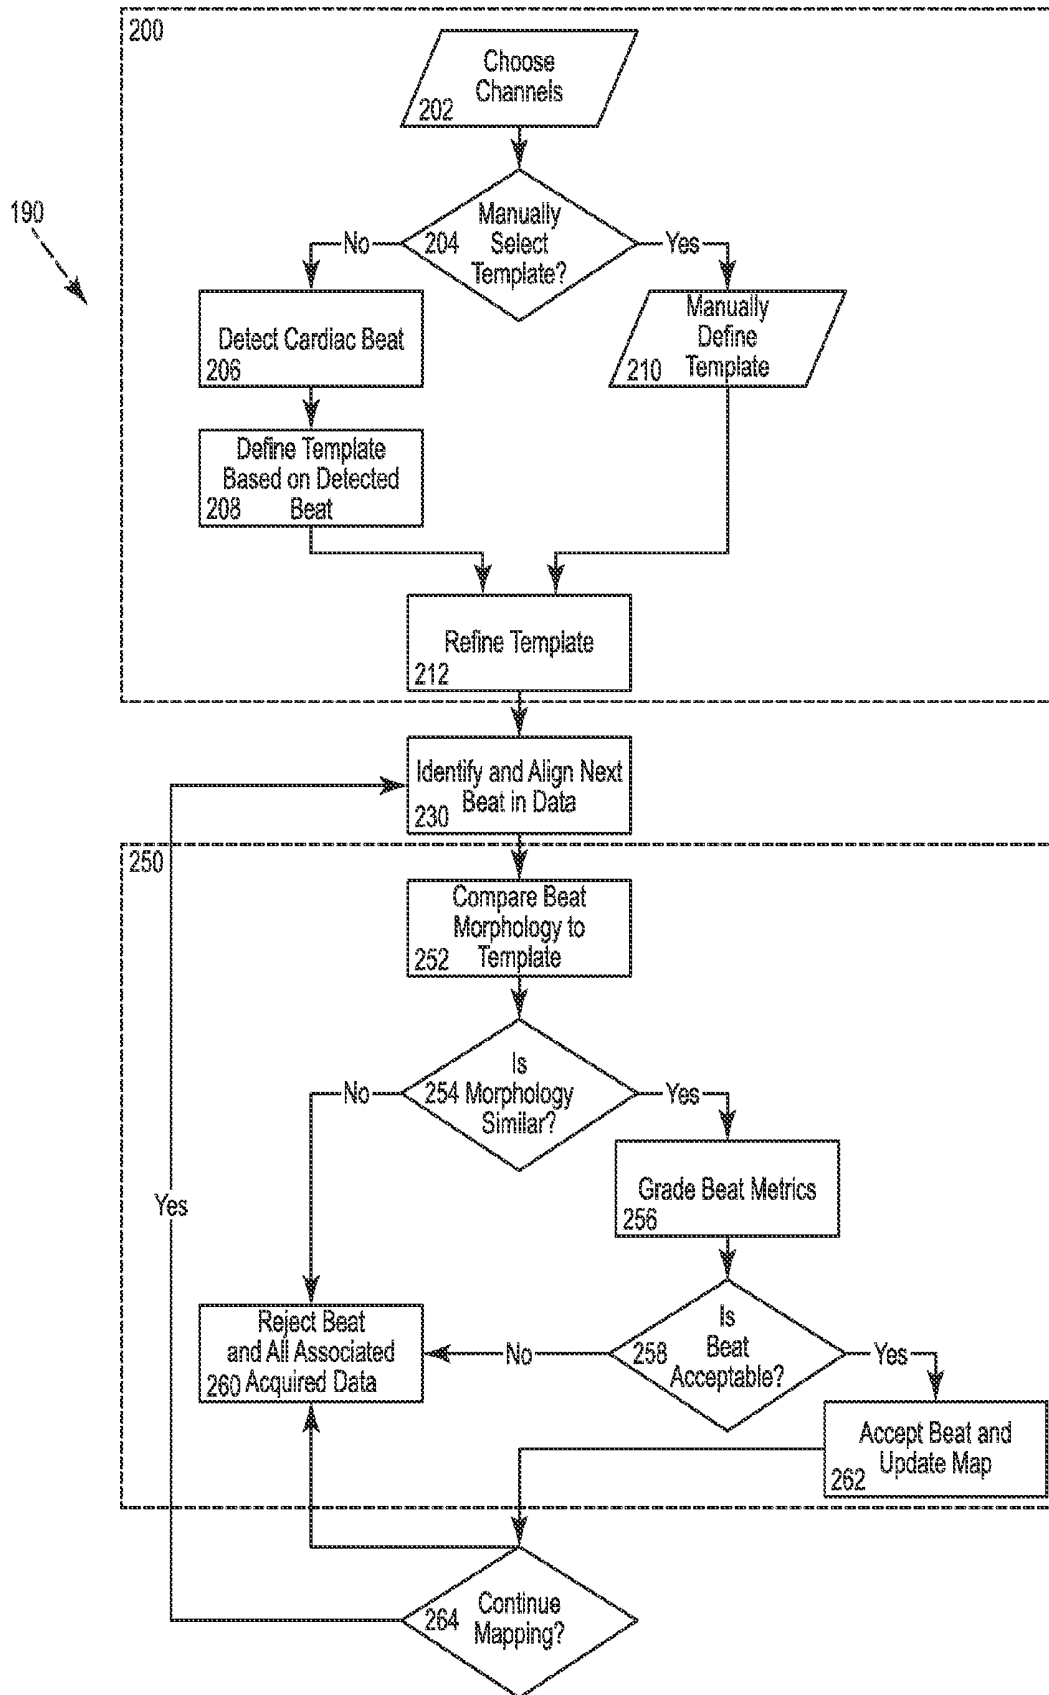 200
Choose
Channels
202
190
Manually
Select
Template?
204
No
Yes
Detect Cardiac Beat
206
Manually
Define
Template
210
Define Template
Based on Detected
Beat
208
Refine Template
212
Identify and Align Next
Beat in Data
230
250
Compare Beat
Morphology to
Template
252
Is
254 Morphology
Similar?
No
Yes
Grade Beat Metrics
256
Yes
Reject Beat
and All Associated
260 Acquired Data
No
Is
Beat
Acceptable?
258
Yes
Accept Beat and
Update Map
262
Continue
Mapping?
264